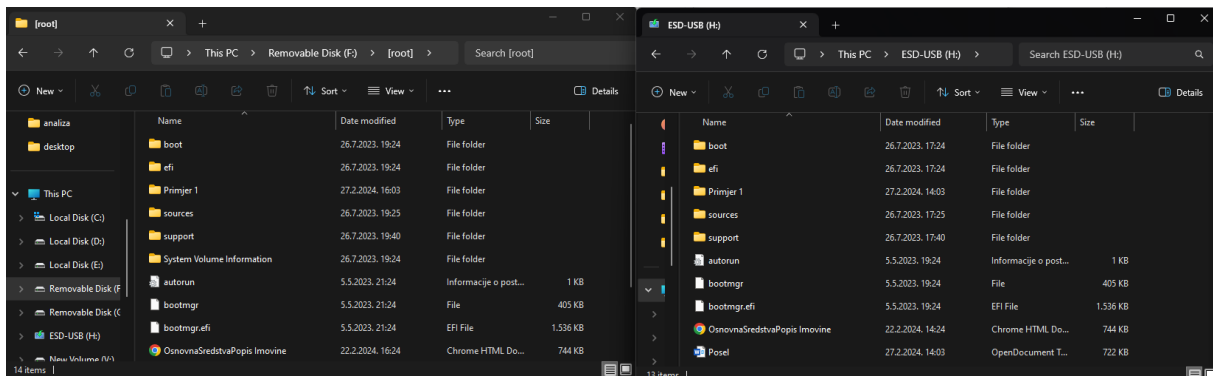 [root]
This PC > Removable Disk (F:) > [root] >
Search [root]
New
Sort
View
Details
analiza
desktop
This PC
Local Disk (C:)
Local Disk (D:)
Local Disk (E:)
Removable Disk (F
Removable Disk (
ESD-USB (H:)
New Volume (V:)
Name Date modified Type Size
boot 26.7.2023. 19:24 File folder
efi 26.7.2023. 19:24 File folder
Primjer 1 27.2.2024. 16:03 File folder
sources 26.7.2023. 19:25 File folder
support 26.7.2023. 19:40 File folder
System Volume Information 26.7.2023. 19:24 File folder
autorun 5.5.2023. 21:24 Informacije o post... 1 KB
bootmgr 5.5.2023. 21:24 File 405 KB
bootmgr.efi 5.5.2023. 21:24 EFI File 1.536 KB
OsnovnaSredstvaPopis Imovine 22.2.2024. 16:24 Chrome HTML Do... 744 KB
14 items
ESD-USB (H:)
This PC > ESD-USB (H:) >
Search ESD-USB (H:)
New
Sort
View
Details
Name Date modified Type Size
boot 26.7.2023. 17:24 File folder
efi 26.7.2023. 17:24 File folder
Primjer 1 27.2.2024. 14:03 File folder
sources 26.7.2023. 17:25 File folder
support 26.7.2023. 17:40 File folder
autorun 5.5.2023. 19:24 Informacije o post... 1 KB
bootmgr 5.5.2023. 19:24 File 405 KB
bootmgr.efi 5.5.2023. 19:24 EFI File 1.536 KB
OsnovnaSredstvaPopis Imovine 22.2.2024. 14:24 Chrome HTML Do... 744 KB
Posel 27.2.2024. 14:03 OpenDocument T... 722 KB
13 items